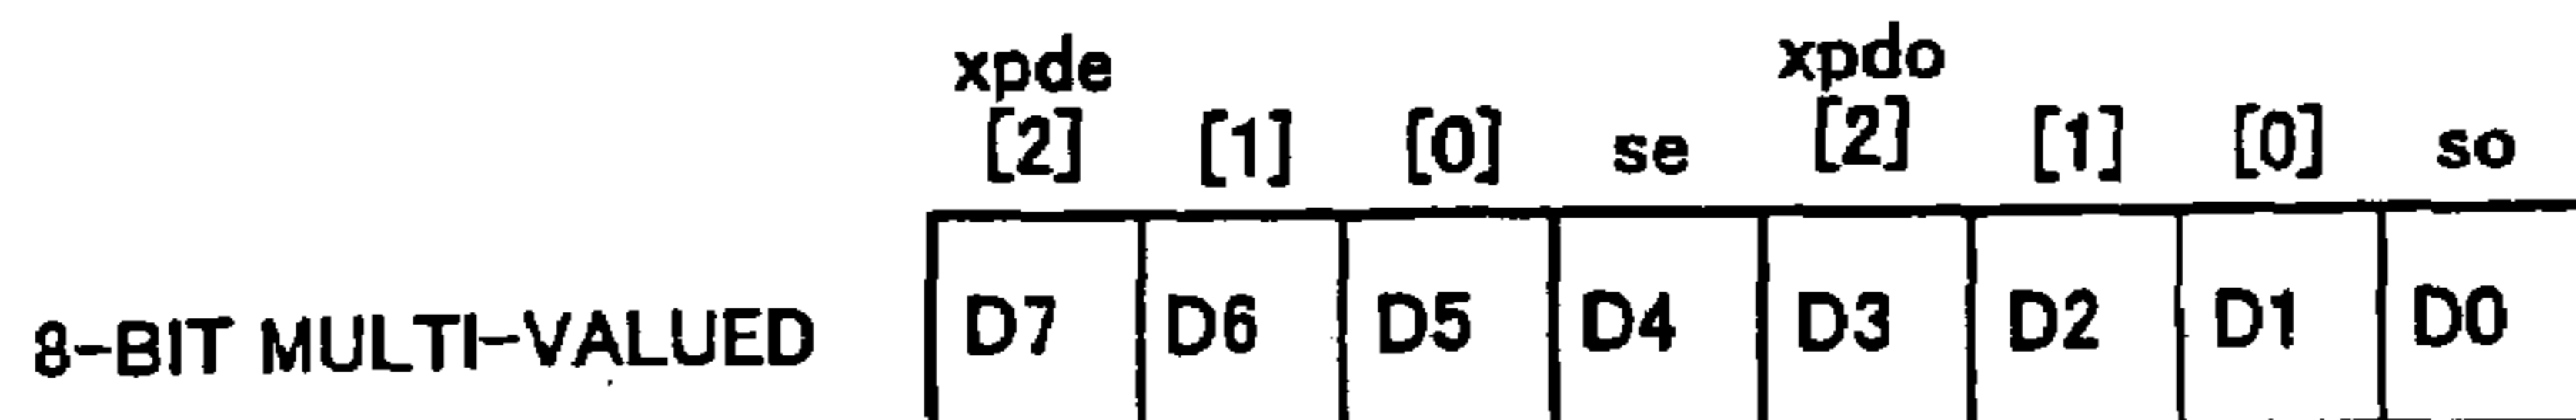 xpde xpdo
[2] [1] [0] se [2] [1] [0] so
8-BIT MULTI-VALUED D7 D6 D5 D4 D3 D2 D1 D0